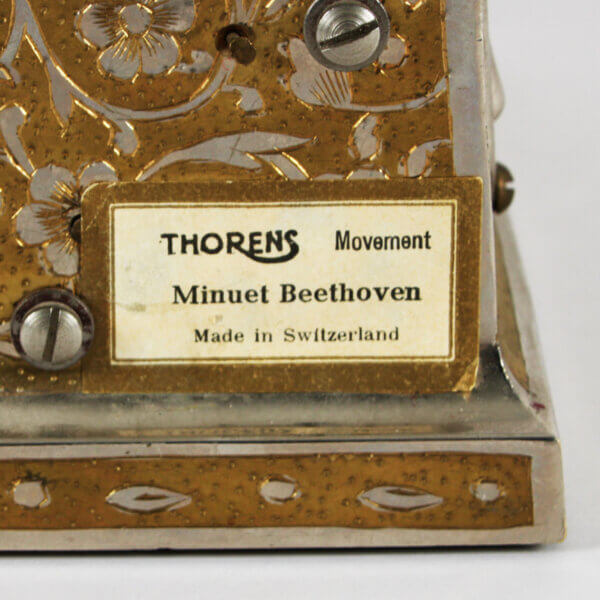 THORENS Movement
Minuet Beethoven
Made in Switzerland